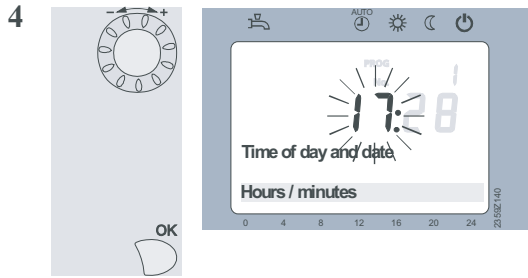 4
- +
OK
AUTO
PROG
No
1
17:28
Time of day and date
Hours / minutes
0 4 8 12 16 20 24
2359Z140